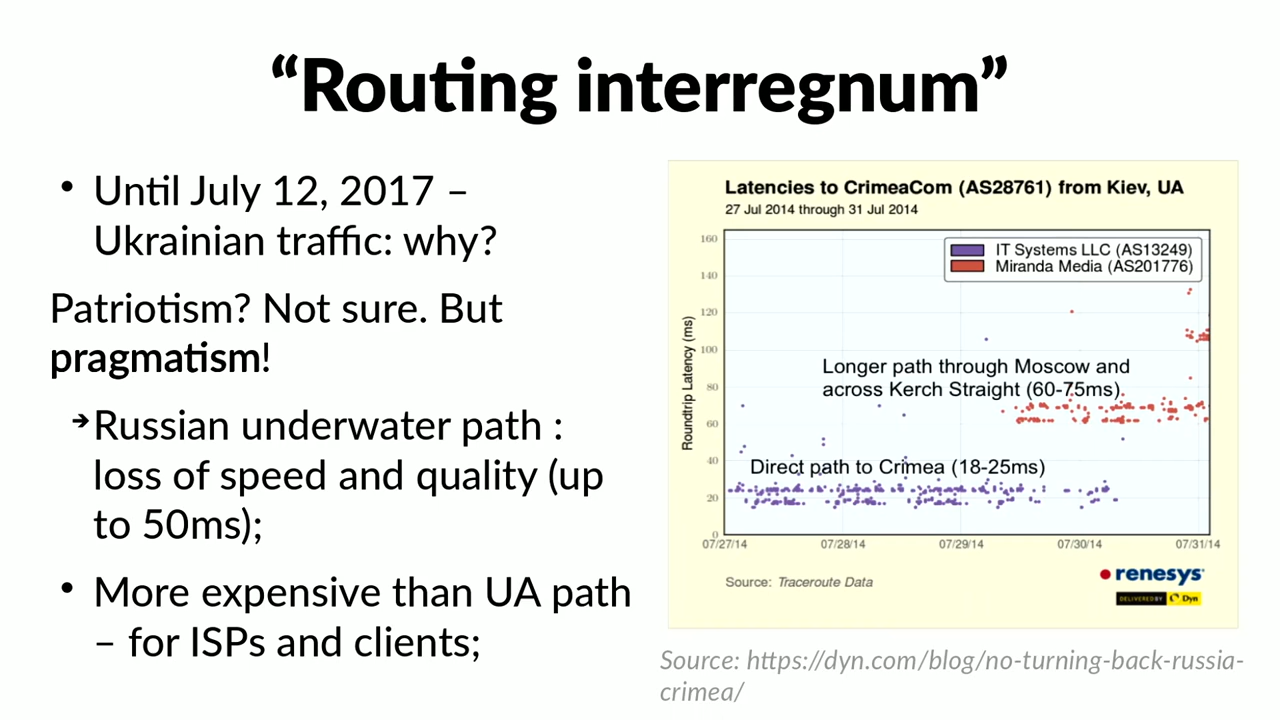 “Routing interregnum”
• Until July 12, 2017 –
Ukrainian traffic: why?
Patriotism? Not sure. But
pragmatism!
➔Russian underwater path :
loss of speed and quality (up
to 50ms);
• More expensive than UA path
– for ISPs and clients;
Latencies to CrimeaCom (AS28761) from Kiev, UA
27 Jul 2014 through 31 Jul 2014
IT Systems LLC (AS13249)
Miranda Media (AS201776)
Roundtrip Latency (ms)
160
140
120
100
80
60
40
20
0
Longer path through Moscow and
across Kerch Straight (60-75ms)
Direct path to Crimea (18-25ms)
07/27/14 07/28/14 07/29/14 07/30/14 07/31/14
Source: Traceroute Data
renesys
DELIVERED BY Dyn
Source: https://dyn.com/blog/no-turning-back-russia-
crimea/